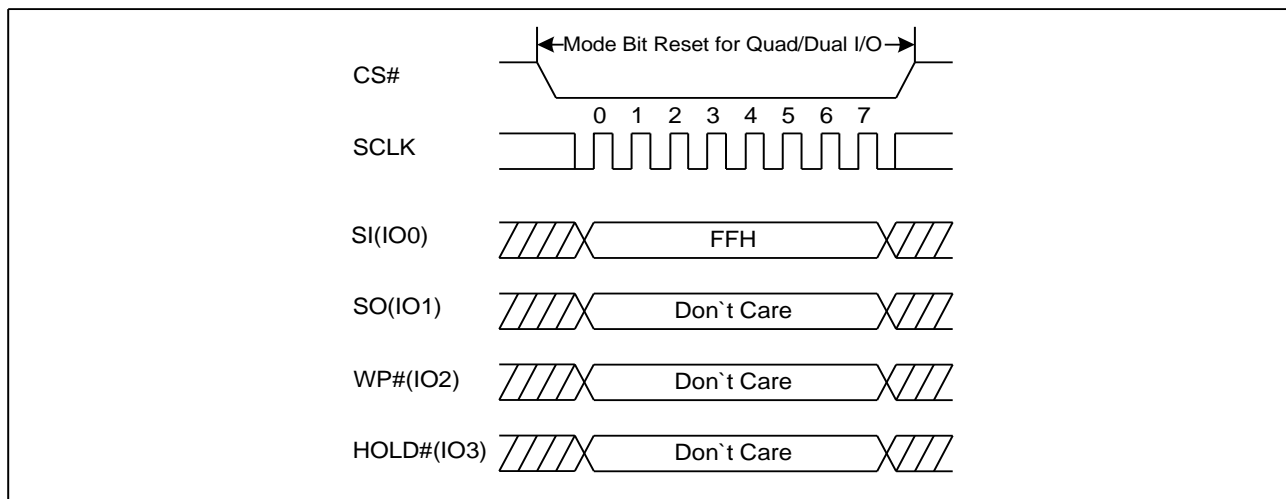 Mode Bit Reset for Quad/Dual I/O
CS#
0 1 2 3 4 5 6 7
SCLK
SI(IO0) FFH
SO(IO1) Don`t Care
WP#(IO2) Don`t Care
HOLD#(IO3) Don`t Care